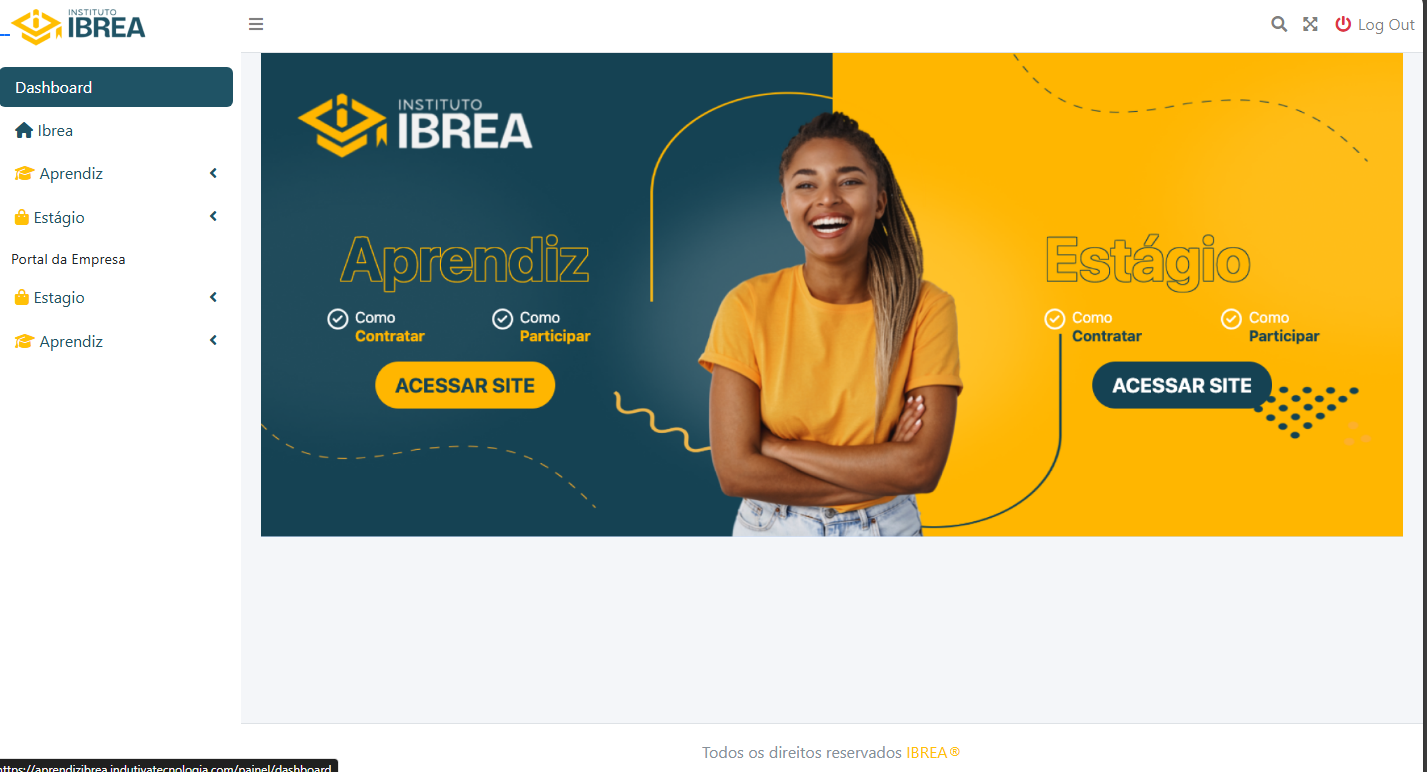 INSTITUTO
IBREA
Log Out
Dashboard
Ibrea
Aprendiz
Estágio
Portal da Empresa
Estagio
Aprendiz
INSTITUTO
IBREA
Aprendiz
Como
Contratar
Como
Participar
ACESSAR SITE
Estágio
Como
Contratar
Como
Participar
ACESSAR SITE
Todos os direitos reservados IBREA®
https://aprendizibrea.indutivatecnologia.com/painel/dashboard